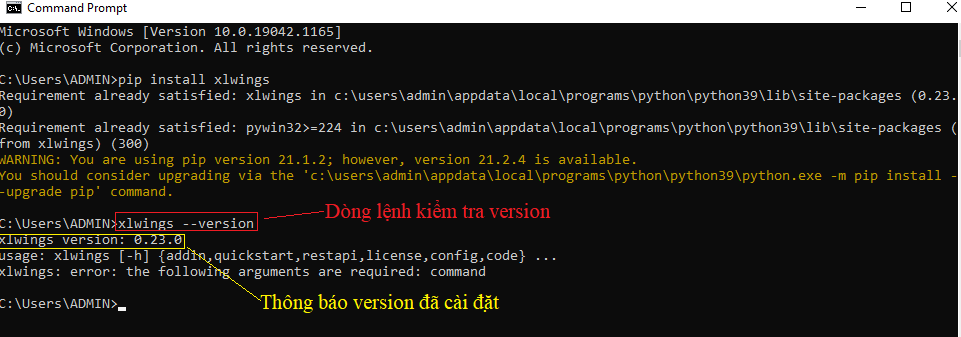 Command Prompt
Microsoft Windows [Version 10.0.19042.1165]
(c) Microsoft Corporation. All rights reserved.
C:\Users\ADMIN>pip install xlwings
Requirement already satisfied: xlwings in c:\users\admin\appdata\local\programs\python\python39\lib\site-packages (0.23.
0)
Requirement already satisfied: pywin32>=224 in c:\users\admin\appdata\local\programs\python\python39\lib\site-packages (
from xlwings) (300)
WARNING: You are using pip version 21.1.2; however, version 21.2.4 is available.
You should consider upgrading via the 'c:\users\admin\appdata\local\programs\python\python39\python.exe -m pip install -
-upgrade pip' command.
C:\Users\ADMIN>xlwings --version
Dòng lệnh kiểm tra version
xlwings version: 0.23.0
usage: xlwings [-h] {addin,quickstart,restapi,license,config,code} ...
xlwings: error: the following arguments are required: command
C:\Users\ADMIN>
Thông báo version đã cài đặt